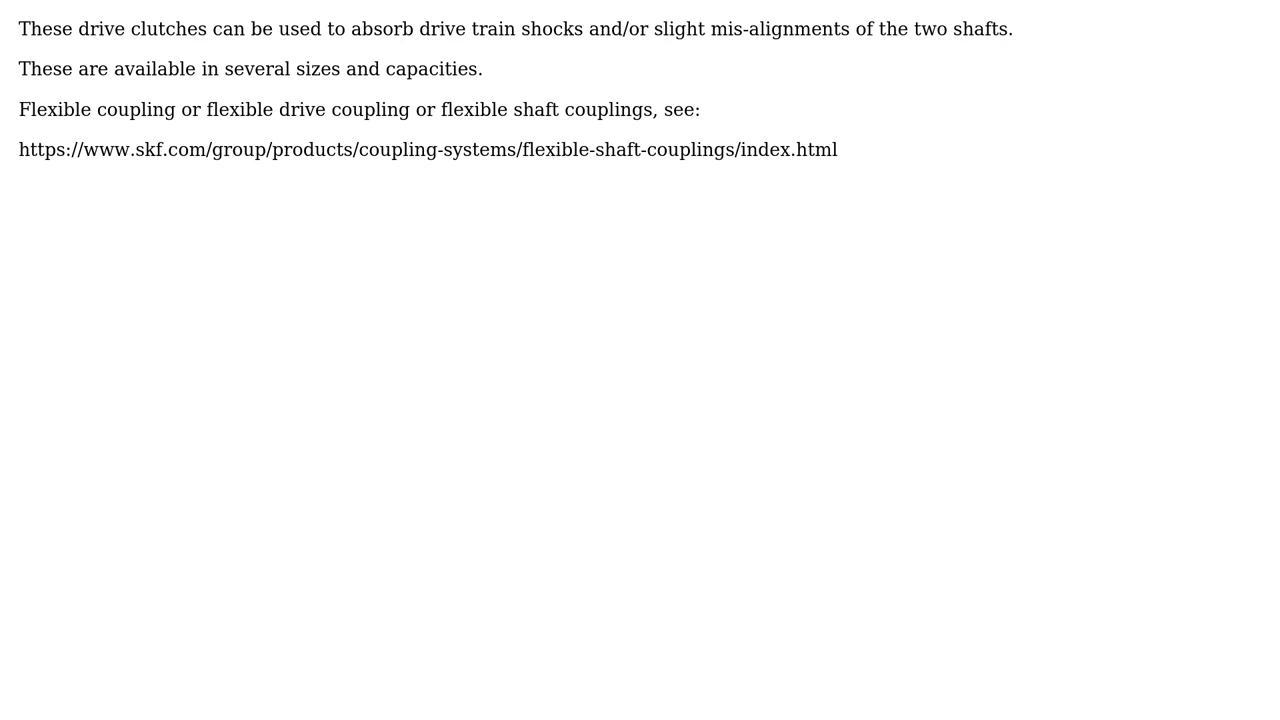 These drive clutches can be used to absorb drive train shocks and/or slight mis-alignments of the two shafts.
These are available in several sizes and capacities.
Flexible coupling or flexible drive coupling or flexible shaft couplings, see:
https://www.skf.com/group/products/coupling-systems/flexible-shaft-couplings/index.html